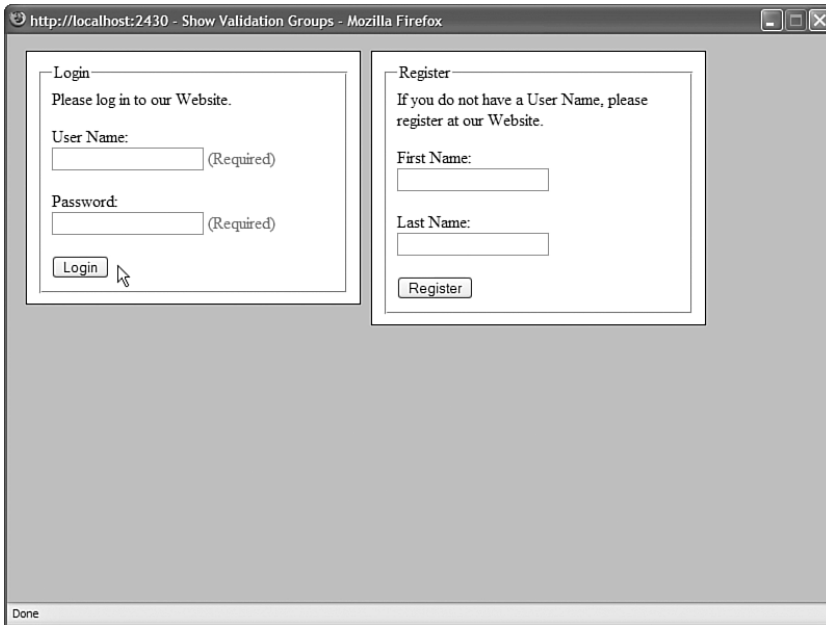 http://localhost:2430 - Show Validation Groups - Mozilla Firefox
Login
Please log in to our Website.
User Name:
(Required)
Password:
(Required)
Login
Register
If you do not have a User Name, please
register at our Website.
First Name:
Last Name:
Register
Done